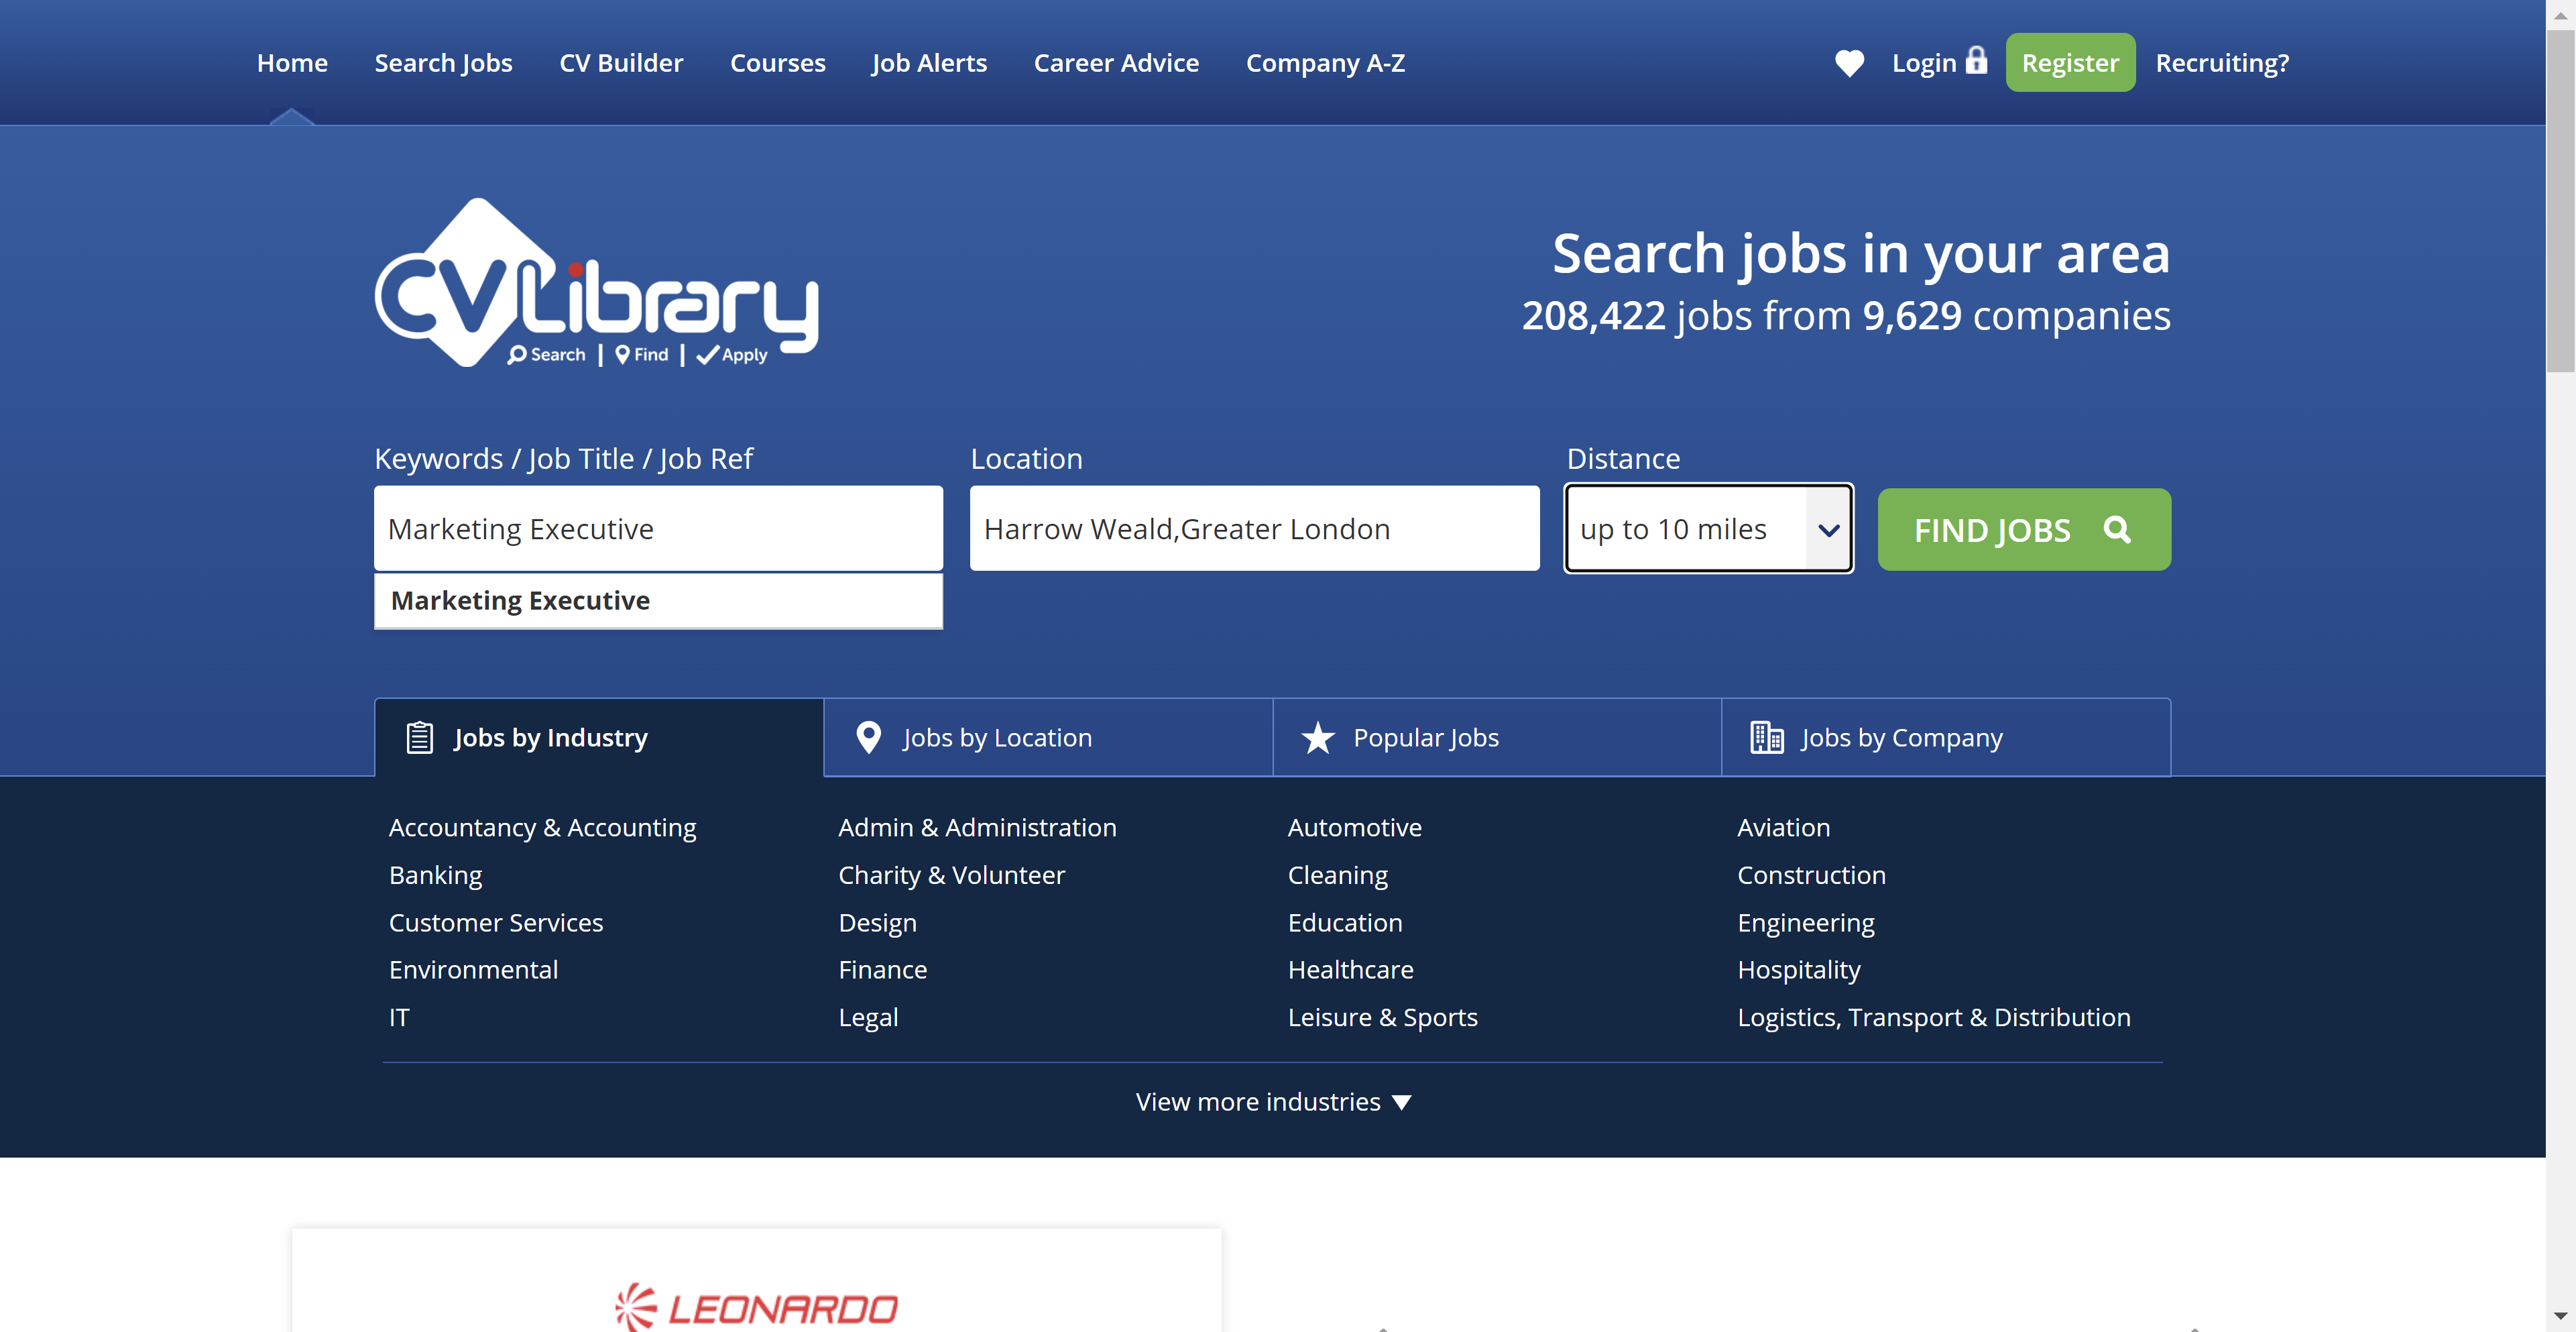 Home Search Jobs CV Builder Courses Job Alerts Career Advice Company A-Z Login Register Recruiting?
CVLibrary
Search | Find | Apply
Search jobs in your area
208,422 jobs from 9,629 companies
Keywords / Job Title / Job Ref Location Distance
Marketing Executive Harrow Weald,Greater London up to 10 miles FIND JOBS
Marketing Executive
Jobs by Industry Jobs by Location Popular Jobs Jobs by Company
Accountancy & Accounting Admin & Administration Automotive Aviation
Banking Charity & Volunteer Cleaning Construction
Customer Services Design Education Engineering
Environmental Finance Healthcare Hospitality
IT Legal Leisure & Sports Logistics, Transport & Distribution
View more industries
LEONARDO